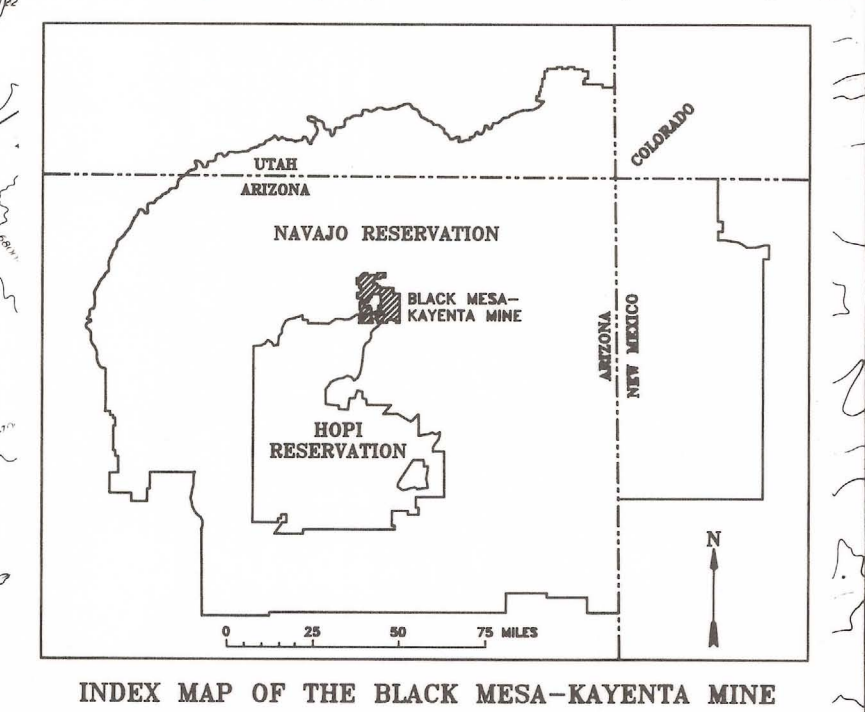 COLORADO
UTAH
ARIZONA
NAVAJO RESERVATION
BLACK MESA-
KAYENTA MINE
ARIZONA
NEW MEXICO
HOPI
RESERVATION
N
0 25 50 75 MILES
INDEX MAP OF THE BLACK MESA-KAYENTA MINE